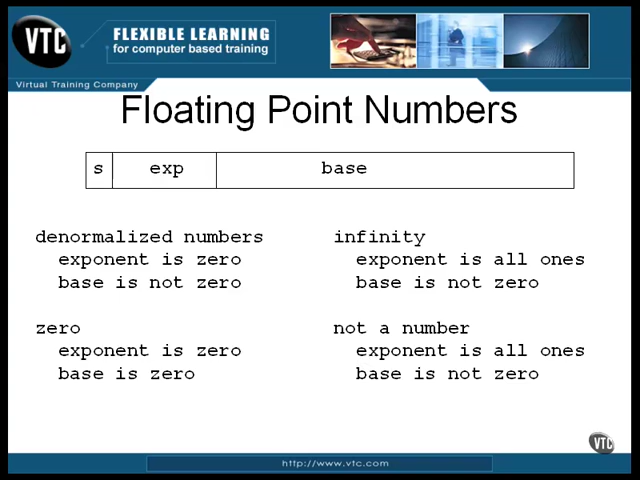 VTC
FLEXIBLE LEARNING
for computer based training
Virtual Training Company
Floating Point Numbers
s exp base
denormalized numbers
exponent is zero
base is not zero
zero
exponent is zero
base is zero
infinity
exponent is all ones
base is not zero
not a number
exponent is all ones
base is not zero
VTC
http://www.vtc.com